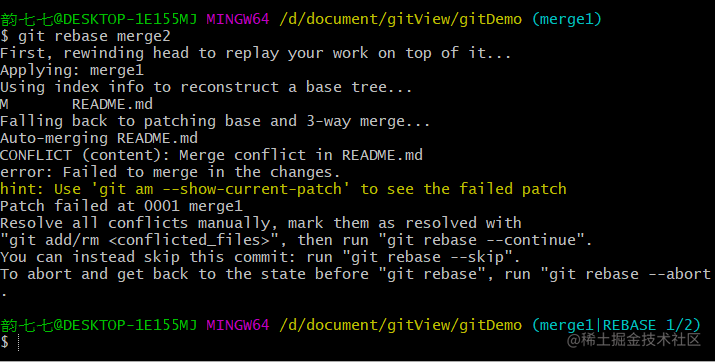 韵七七@DESKTOP-1E155MJ MINGW64 /d/document/gitView/gitDemo (merge1)
$ git rebase merge2
First, rewinding head to replay your work on top of it...
Applying: merge1
Using index info to reconstruct a base tree...
M       README.md
Falling back to patching base and 3-way merge...
Auto-merging README.md
CONFLICT (content): Merge conflict in README.md
error: Failed to merge in the changes.
hint: Use 'git am --show-current-patch' to see the failed patch
Patch failed at 0001 merge1
Resolve all conflicts manually, mark them as resolved with
"git add/rm <conflicted_files>", then run "git rebase --continue".
You can instead skip this commit: run "git rebase --skip".
To abort and get back to the state before "git rebase", run "git rebase --abort
.
韵七七@DESKTOP-1E155MJ MINGW64 /d/document/gitView/gitDemo (merge1|REBASE 1/2)
$
@稀土掘金技术社区